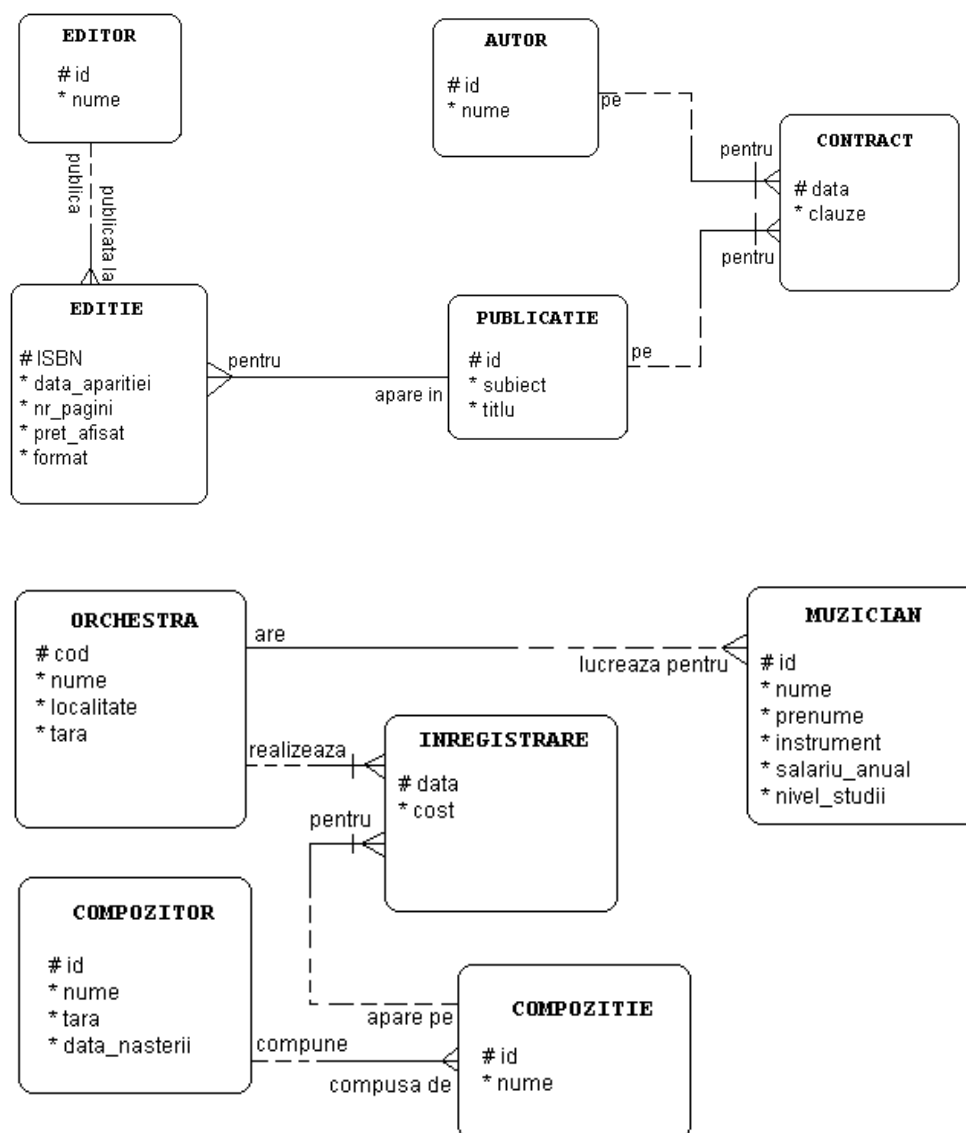 EDITOR
# id
* nume
publica
publicata la
AUTOR
# id
* nume
pe
pentru
CONTRACT
# data
* clauze
pentru
EDITIE
# ISBN
* data_aparitiei
* nr_pagini
* pret_afisat
* format
pentru
apare in
PUBLICATIE
# id
* subiect
* titlu
pe
ORCHESTRA
# cod
* nume
* localitate
* tara
are
lucreaza pentru
MUZICIAN
# id
* nume
* prenume
* instrument
* salariu_anual
* nivel_studii
realizeaza
INREGISTRARE
# data
* cost
pentru
COMPOZITOR
# id
* nume
* tara
* data_nasterii
compune
apare pe
compusa de
COMPOZITIE
# id
* nume